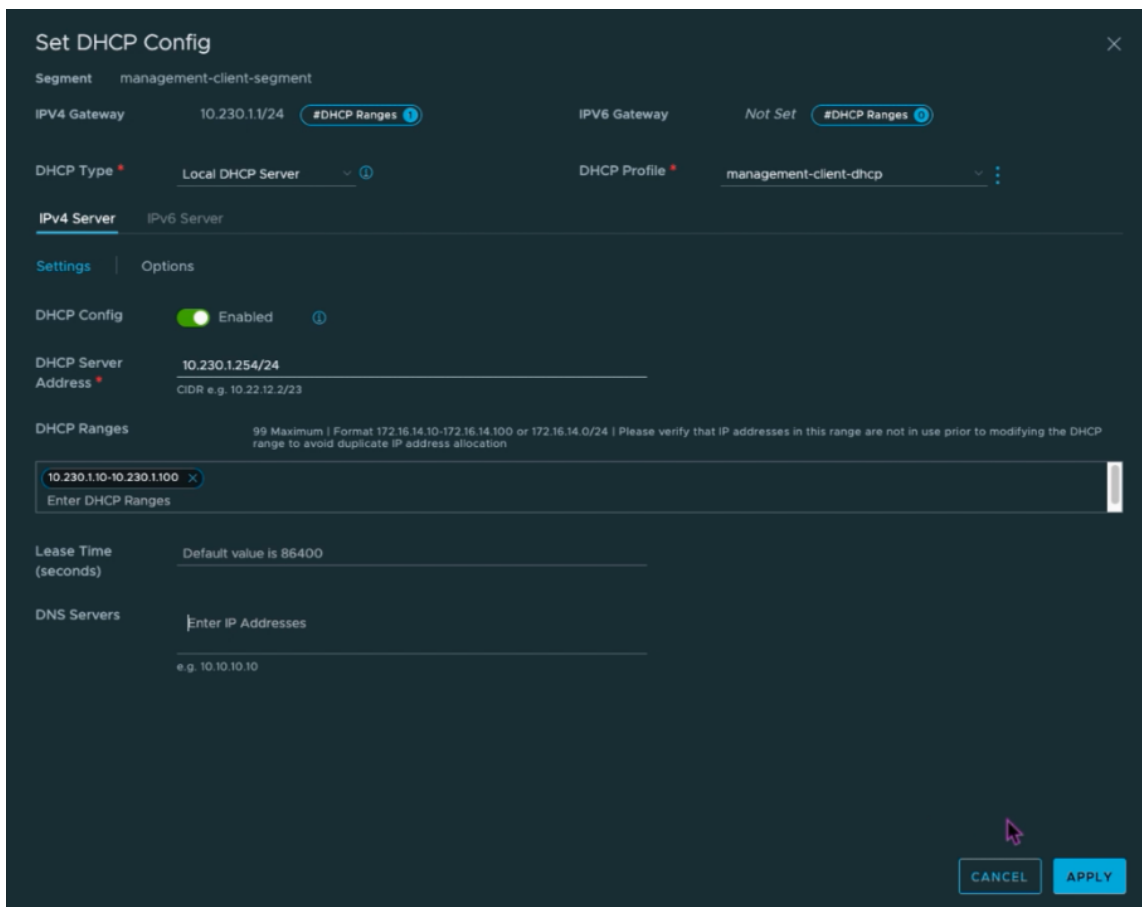 Set DHCP Config
Segment management-client-segment
IPV4 Gateway 10.230.1.1/24 #DHCP Ranges 1 IPV6 Gateway Not Set #DHCP Ranges 0
DHCP Type * Local DHCP Server DHCP Profile * management-client-dhcp
IPv4 Server IPv6 Server
Settings | Options
DHCP Config Enabled
DHCP Server Address * 10.230.1.254/24
CIDR e.g. 10.22.12.2/23
DHCP Ranges 99 Maximum | Format 172.16.14.10-172.16.14.100 or 172.16.14.0/24 | Please verify that IP addresses in this range are not in use prior to modifying the DHCP
range to avoid duplicate IP address allocation
10.230.1.10-10.230.1.100
Enter DHCP Ranges
Lease Time (seconds) Default value is 86400
DNS Servers Enter IP Addresses
e.g. 10.10.10.10
CANCEL APPLY